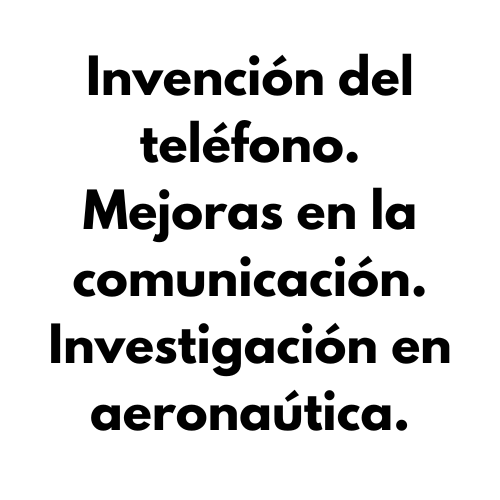 Invención del
teléfono.
Mejoras en la
comunicación.
Investigación en
aeronaútica.